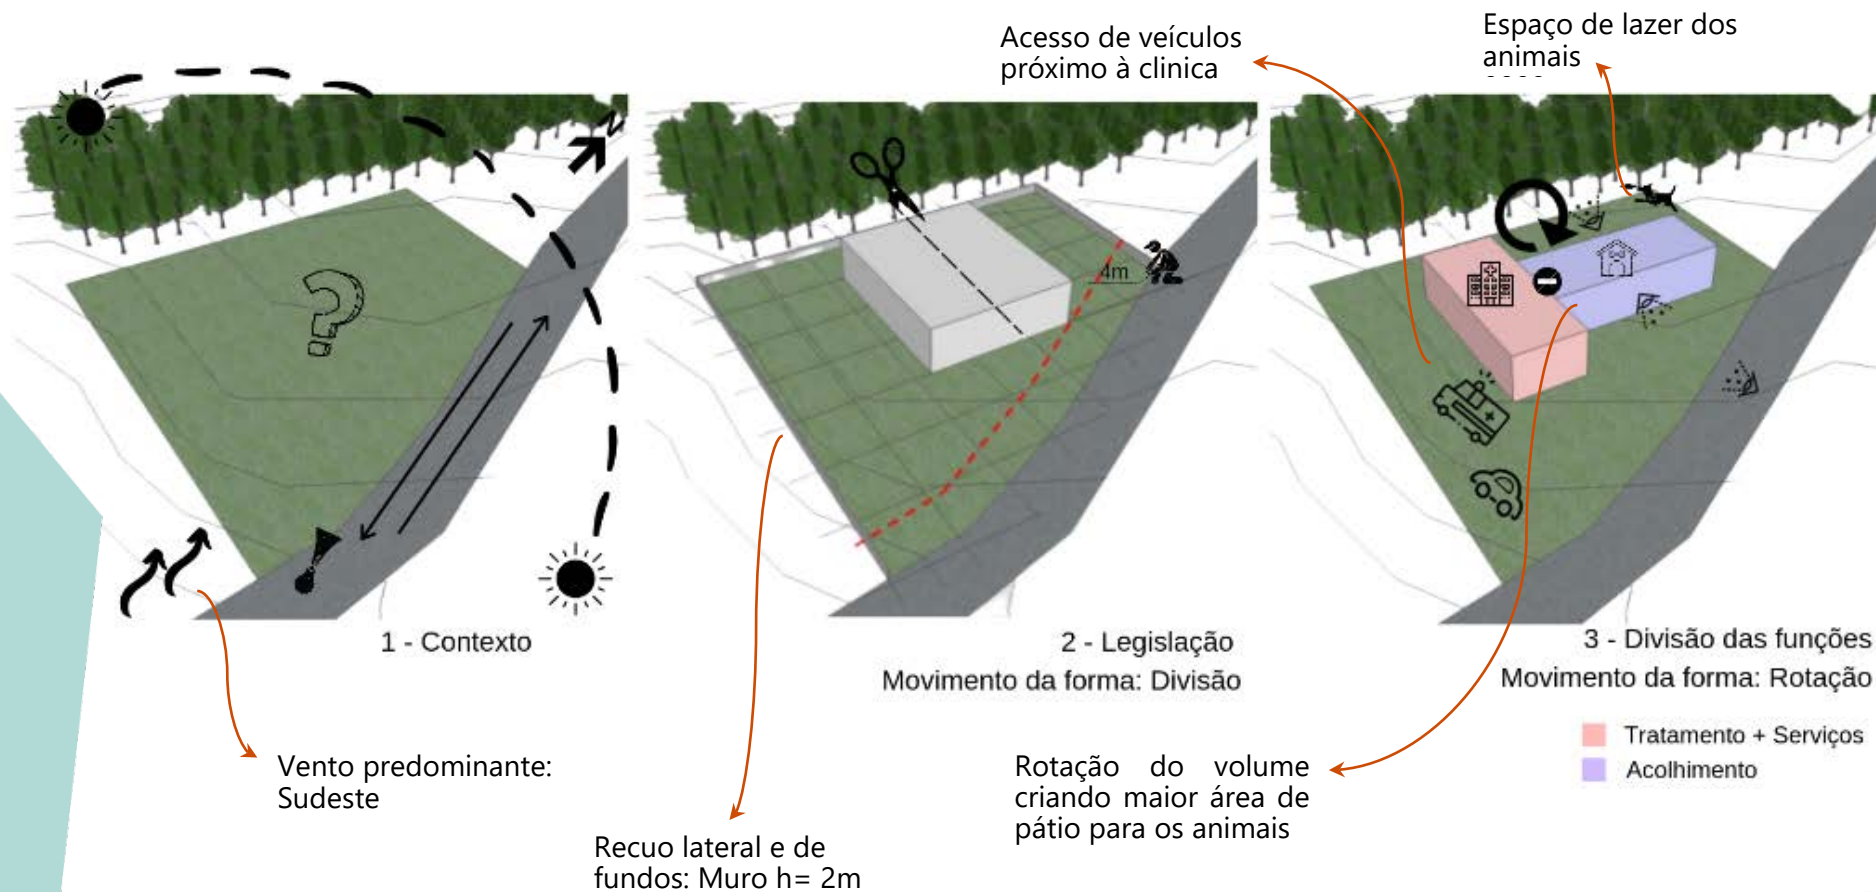 Acesso de veículos
próximo à clinica
Espaço de lazer dos
animais
N
4m
1 - Contexto
2 - Legislação
Movimento da forma: Divisão
3 - Divisão das funções
Movimento da forma: Rotação
Tratamento + Serviços
Acolhimento
Vento predominante:
Sudeste
Recuo lateral e de
fundos: Muro h= 2m
Rotação do volume
criando maior área de
pátio para os animais